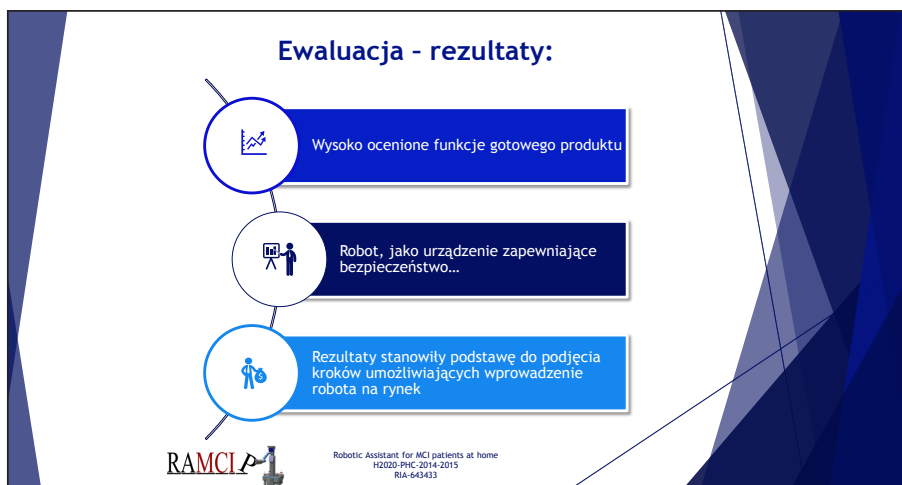 Ewaluacja – rezultaty:
Wysoko ocenione funkcje gotowego produktu
Robot, jako urządzenie zapewniające
bezpieczeństwo…
Rezultaty stanowiły podstawę do podjęcia
kroków umożliwiających wprowadzenie
robota na rynek
RAMCIP
Robotic Assistant for MCI patients at home
H2020-PHC-2014-2015
RIA-643433